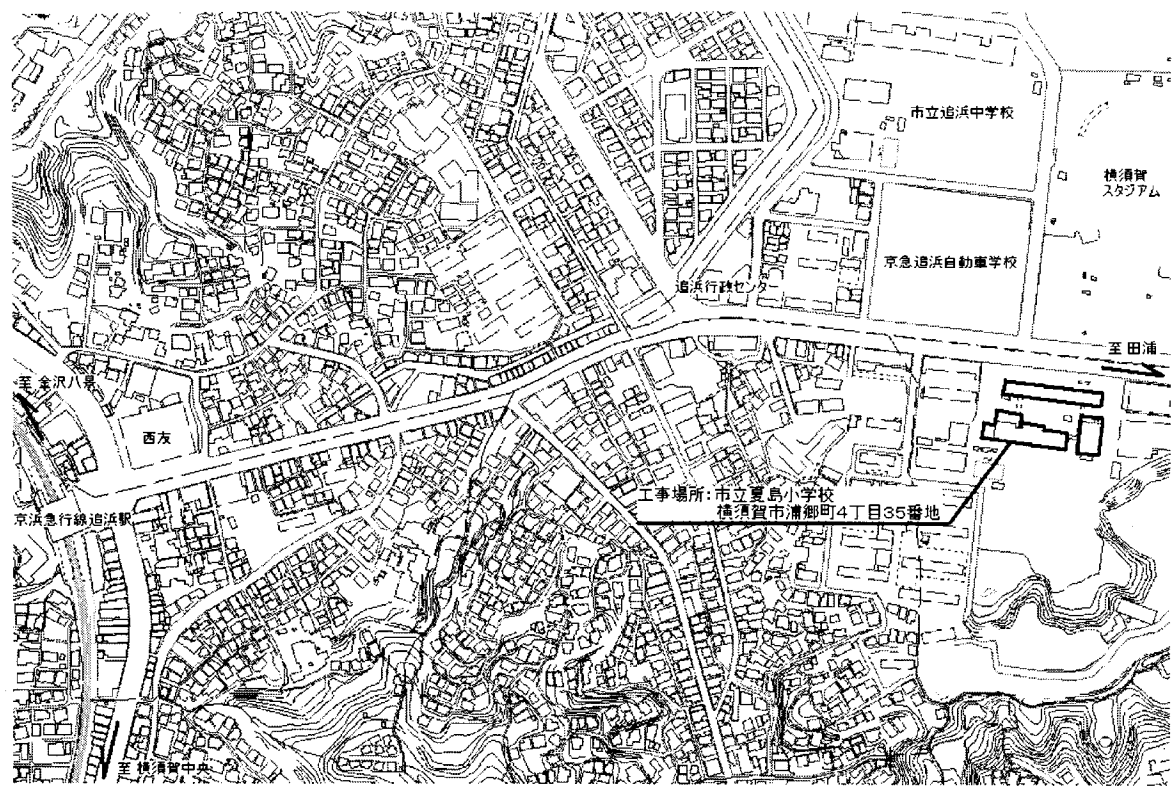 市立追浜中学校
横須賀
スタジアム
京急追浜自動車学校
追浜行政センター
至 田浦
至 金沢八景
西友
工事場所：市立夏島小学校
横須賀市浦郷町4丁目35番地
京浜急行線追浜駅
至 横須賀中央